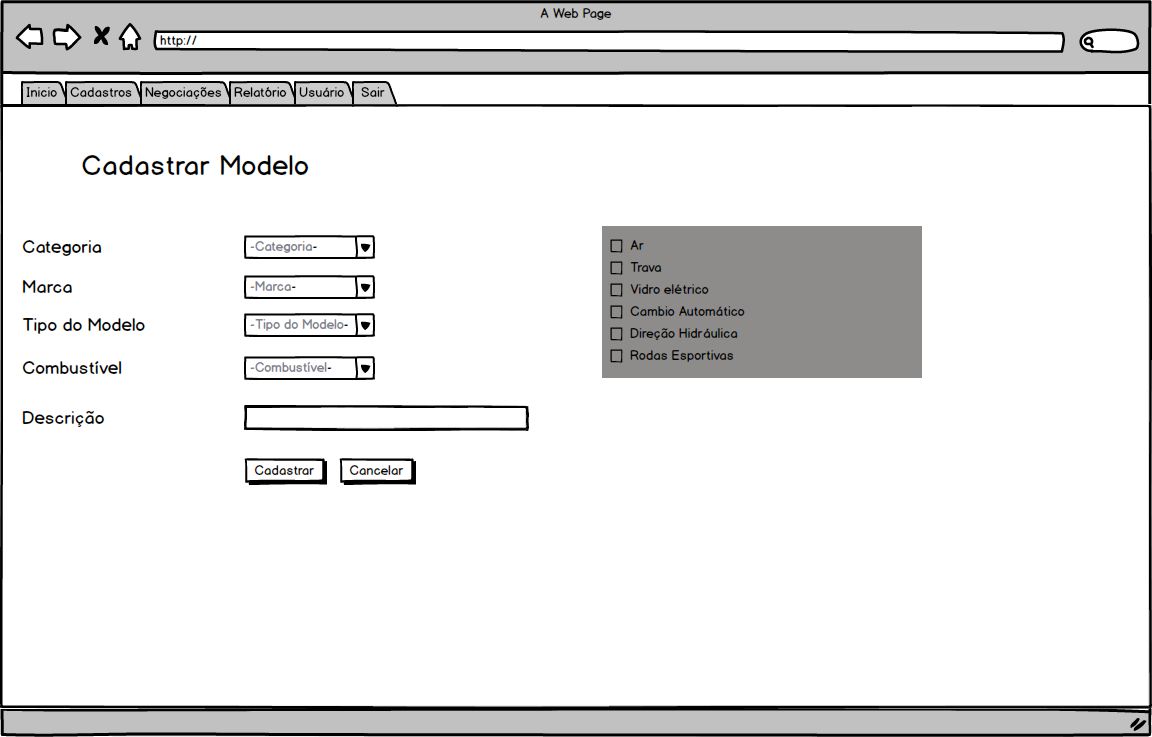 A Web Page
http://
Inicio Cadastros Negociações Relatório Usuário Sair
Cadastrar Modelo
Categoria -Categoria-
Marca -Marca-
Tipo do Modelo -Tipo do Modelo-
Combustível -Combustível-
Descrição
Cadastrar Cancelar
Ar
Trava
Vidro elétrico
Cambio Automático
Direção Hidráulica
Rodas Esportivas